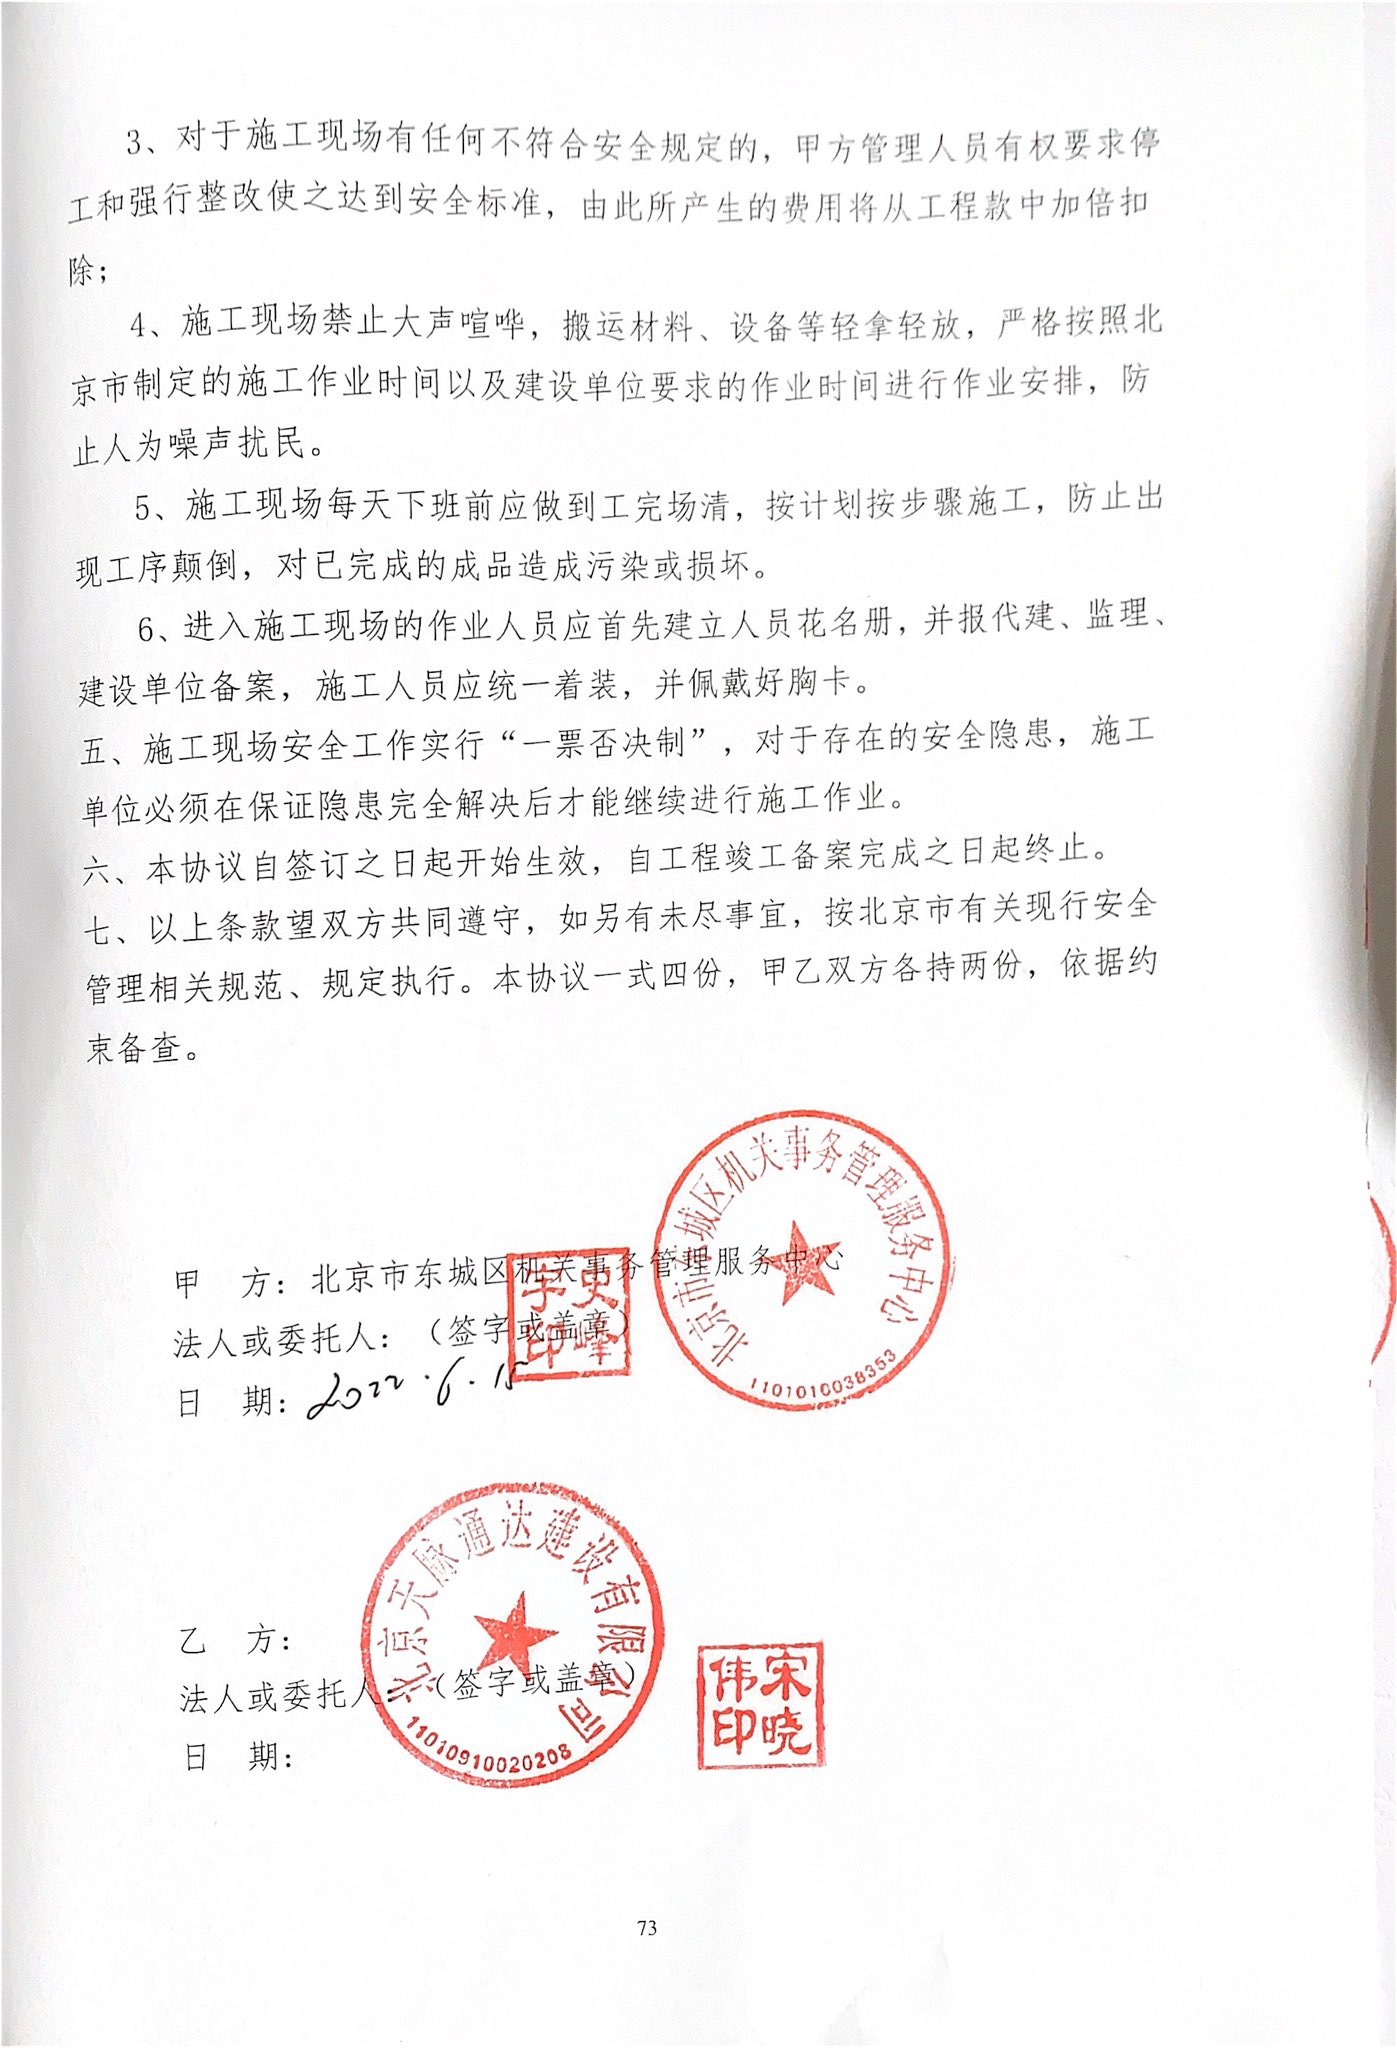 3、对于施工现场有任何不符合安全规定的，甲方管理人员有权要求停
工和强行整改使之达到安全标准，由此所产生的费用将从工程款中加倍扣
除；
4、施工现场禁止大声喧哗，搬运材料、设备等轻拿轻放，严格按照北
京市制定的施工作业时间以及建设单位要求的作业时间进行作业安排，防
止人为噪声扰民。
5、施工现场每天下班前应做到工完场清，按计划按步骤施工，防止出
现工序颠倒，对已完成的成品造成污染或损坏。
6、进入施工现场的作业人员应首先建立人员花名册，并报代建、监理、
建设单位备案，施工人员应统一着装，并佩戴好胸卡。
五、施工现场安全工作实行“一票否决制”，对于存在的安全隐患，施工
单位必须在保证隐患完全解决后才能继续进行施工作业。
六、本协议自签订之日起开始生效，自工程竣工备案完成之日起终止。
七、以上条款望双方共同遵守，如另有未尽事宜，按北京市有关现行安全
管理相关规范、规定执行。本协议一式四份，甲乙双方各持两份，依据约
束备查。
北京市东城区机关事务管理服务中心
1101010038353
甲 方：北京市东城区机关事务管理服务中心
史峰
印
法人或委托人：（签字或盖章）
日 期：2022.6.15
北京天脉通达建设有限公司
11010910020208
乙 方：
法人或委托人：（签字或盖章）
宋晓
伟印
日 期：
73